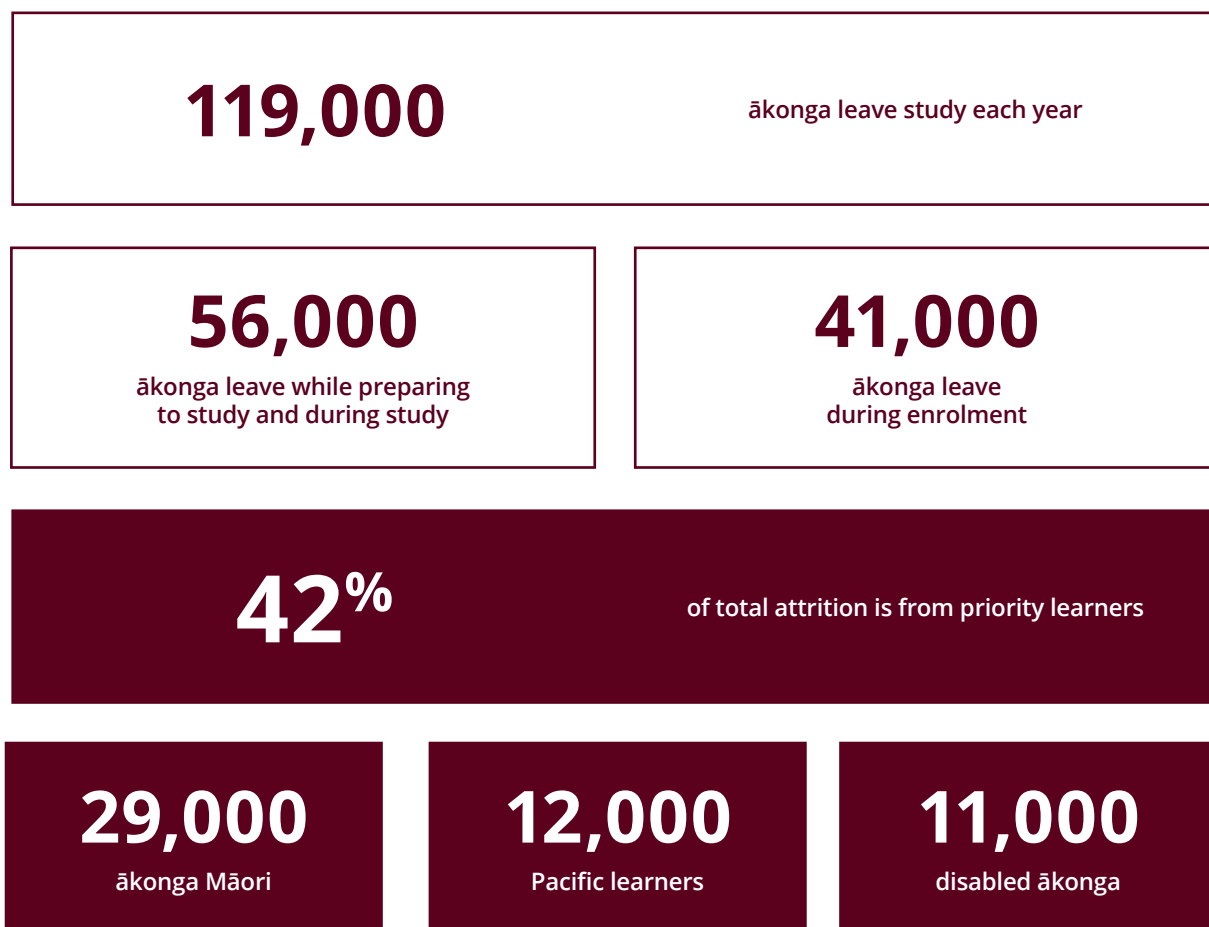 119,000
ākonga leave study each year
56,000
ākonga leave while preparing
to study and during study
41,000
ākonga leave
during enrolment
42%
of total attrition is from priority learners
29,000
ākonga Māori
12,000
Pacific learners
11,000
disabled ākonga